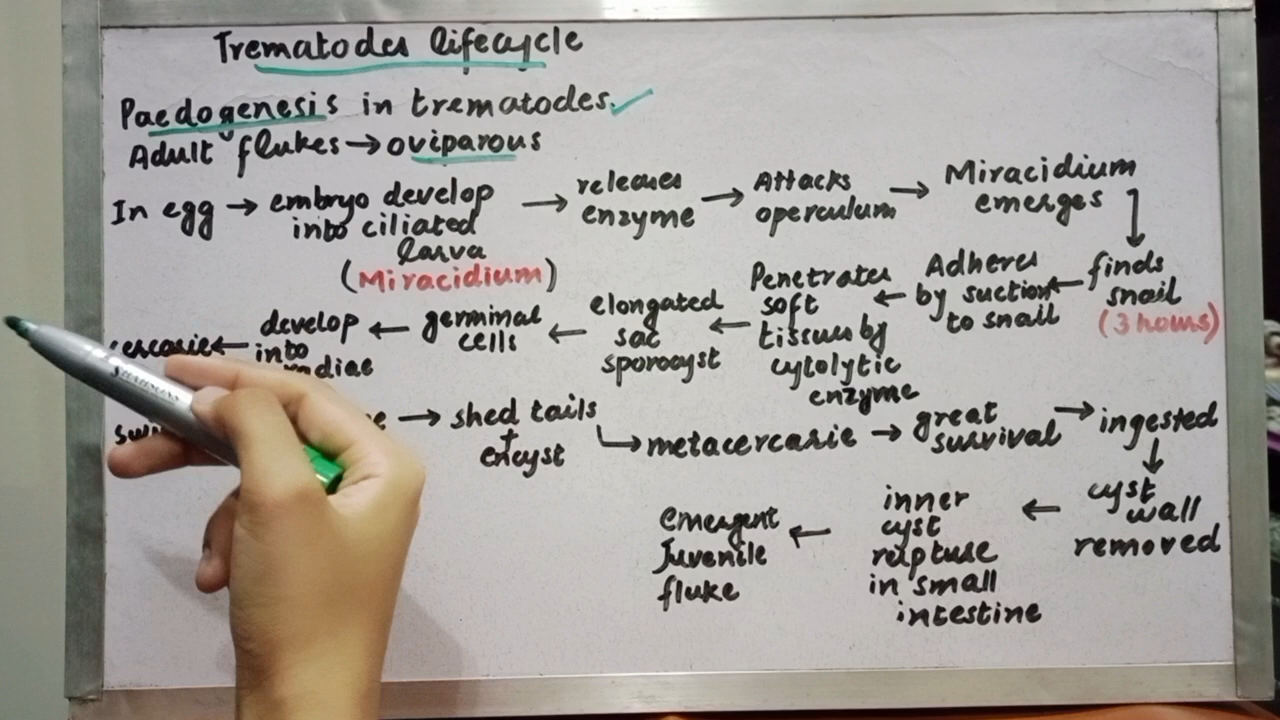 Trematodes lifecycle
Paedogenesis in trematodes. ✓
Adult flukes → oviparous
In egg → embryo develop into ciliated larva (Miracidium) → releases enzyme → Attacks operculum → Miracidium emerges
↓
finds snail (3 hours) ← Adheres by suction to snail ← Penetrates soft tissues by cytolytic enzyme ← elongated sac sporocyst ← germinal cells ← develop into ← cercarie
→ shed tails + encyst → metacercarie → great survival → ingested
↓
cyst wall removed ← inner cyst rupture in small intestine ← emergent Juvenile fluke